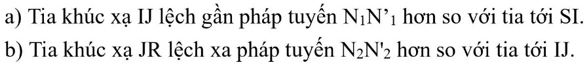 a) Tia khúc xạ IJ lệch gần pháp tuyến N₁N’₁ hơn so với tia tới SI.
b) Tia khúc xạ JR lệch xa pháp tuyến N₂N'₂ hơn so với tia tới IJ.